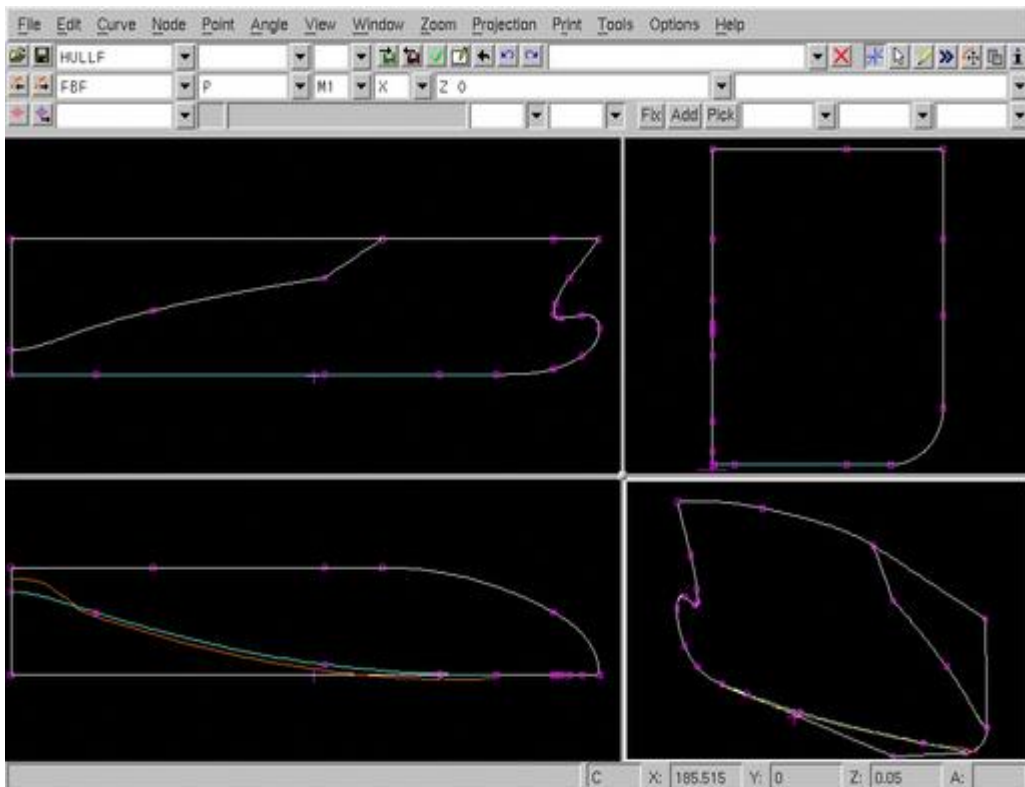 File Edit Curve Node Point Angle View Window Zoom Projection Print Tools Options Help
HULLF
FBF P M1 X Z 0
Fix Add Pick
C X: 185.515 Y: 0 Z: 0.05 A: